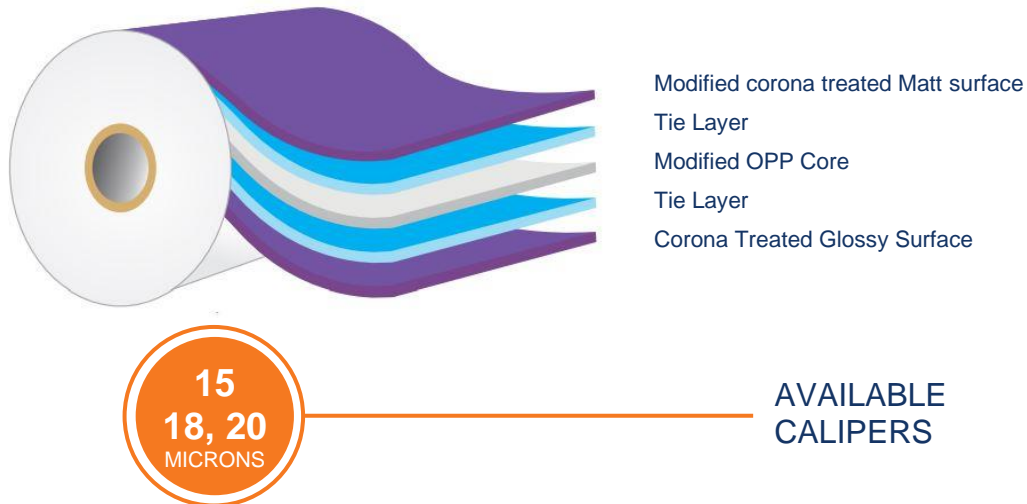 Modified corona treated Matt surface
Tie Layer
Modified OPP Core
Tie Layer
Corona Treated Glossy Surface
15
18, 20
MICRONS
AVAILABLE
CALIPERS